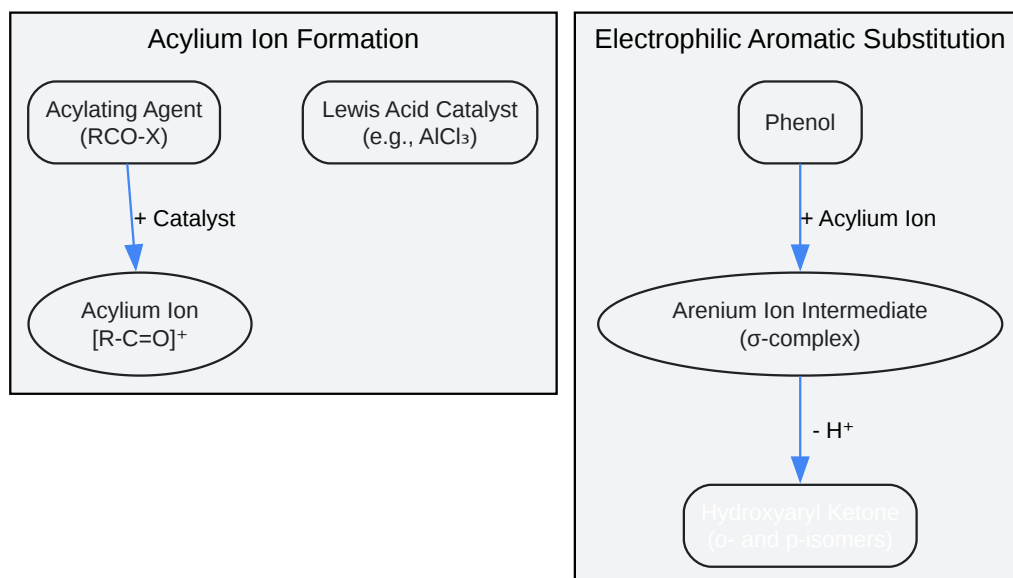 Acylium Ion Formation
Acylating Agent
(RCO-X)
Lewis Acid Catalyst
(e.g., AlCl₃)
+ Catalyst
Acylium Ion
[R-C=O]⁺
Electrophilic Aromatic Substitution
Phenol
+ Acylium Ion
Arenium Ion Intermediate
(σ-complex)
- H⁺
Hydroxyaryl Ketone
(o- and p-isomers)